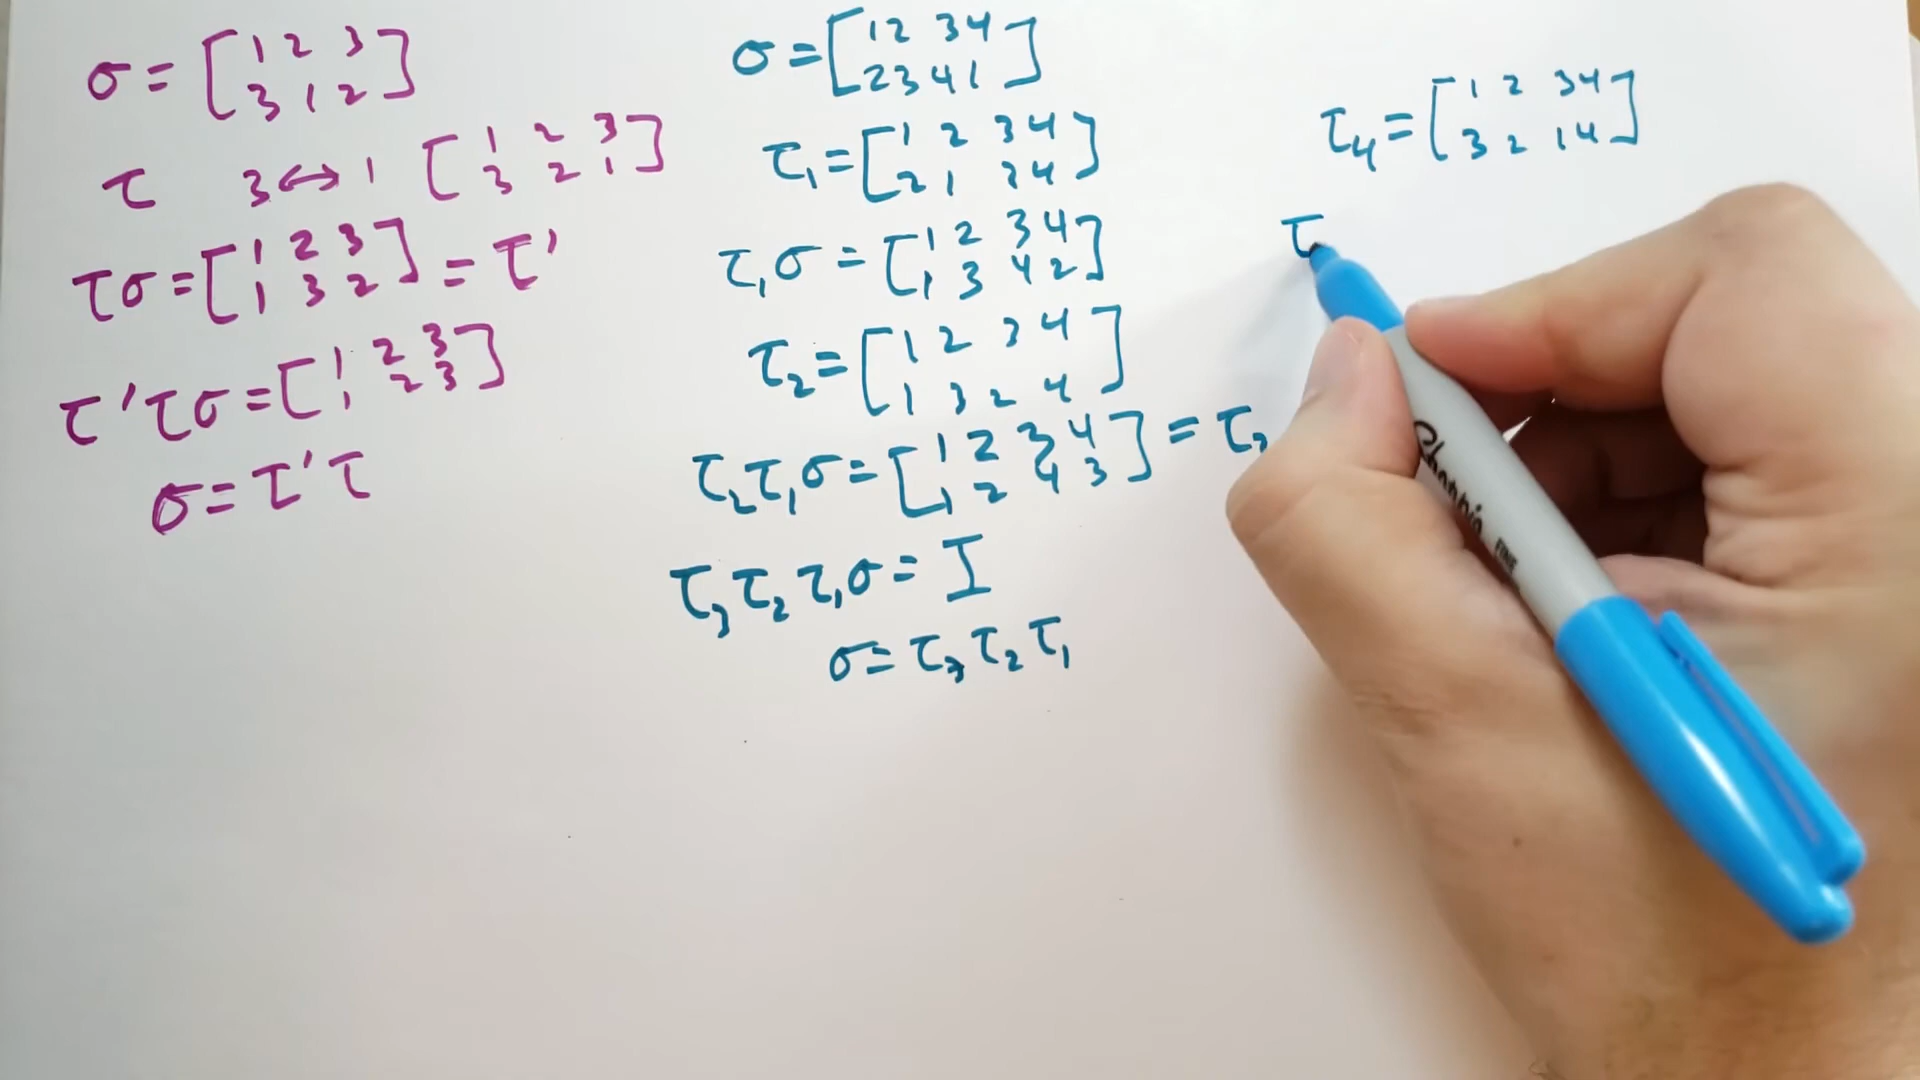 σ = [1 2 3
3 1 2]
τ 3↔1 [1 2 3
3 2 1]
τσ = [1 2 3
1 3 2] = τ'
τ'τσ = [1 2 3
1 2 3]
σ = τ'τ
σ = [1 2 3 4
2 3 4 1]
τ₁ = [1 2 3 4
2 1 3 4]
τ₁σ = [1 2 3 4
1 3 4 2]
τ₂ = [1 2 3 4
1 3 2 4]
τ₂τ₁σ = [1 2 3 4
1 2 4 3] = τ₃
τ₃τ₂τ₁σ = I
σ = τ₃τ₂τ₁
τ₄ = [1 2 3 4
3 2 1 4]
τ
Sharpie
FINE